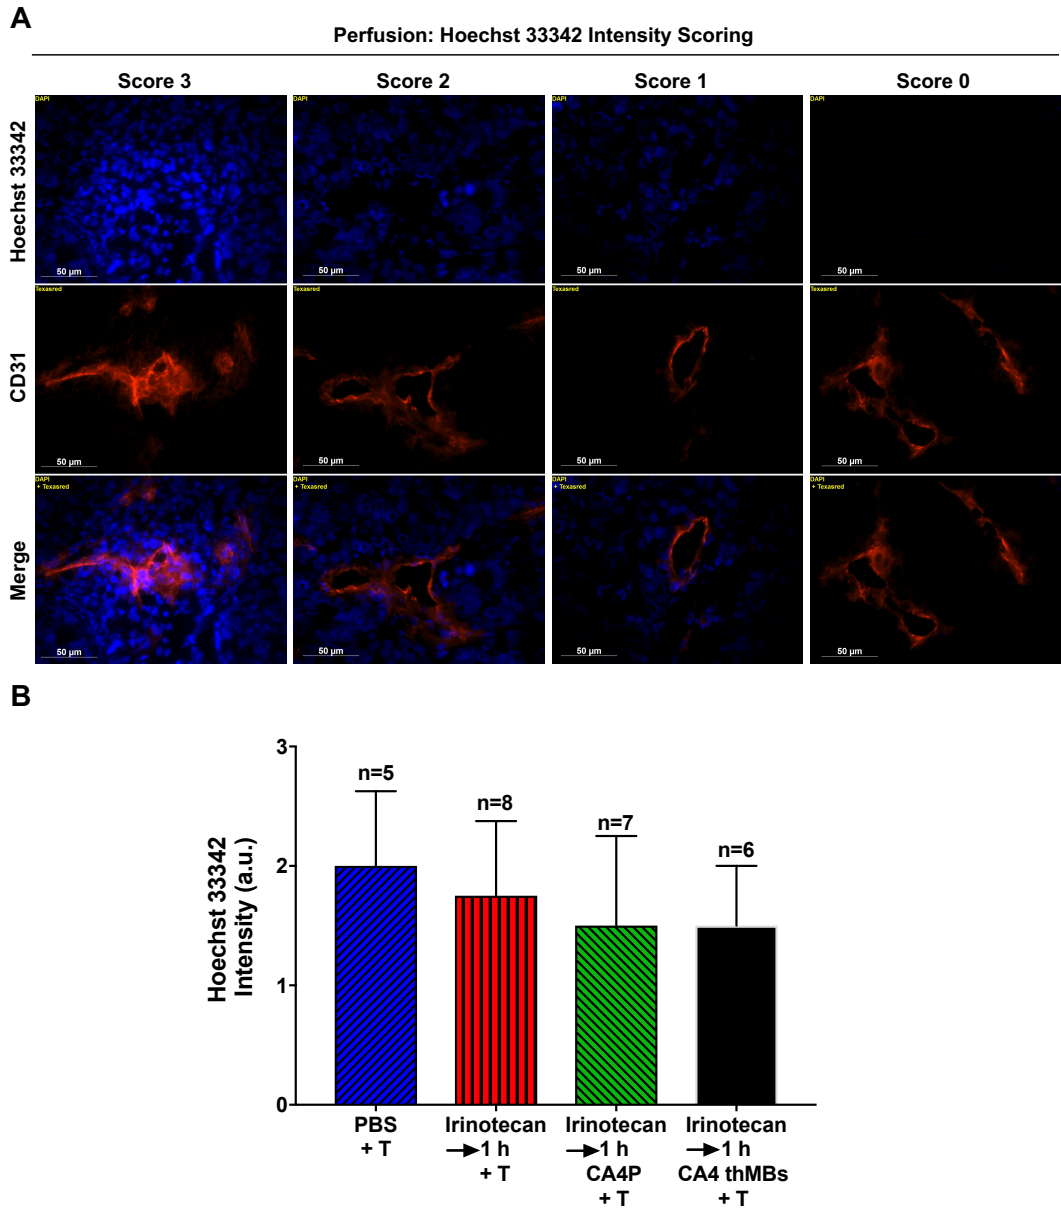 A
Perfusion: Hoechst 33342 Intensity Scoring
Score 3
Score 2
Score 1
Score 0
Hoechst 33342
DAPI
50 µm
DAPI
50 µm
DAPI
50 µm
DAPI
50 µm
CD31
Texasred
50 µm
Texasred
50 µm
Texasred
50 µm
Texasred
50 µm
Merge
DAPI
+ Texasred
50 µm
DAPI
+ Texasred
50 µm
DAPI
+ Texasred
50 µm
DAPI
+ Texasred
50 µm
B
Hoechst 33342
Intensity (a.u.)
3
2
1
0
n=5
n=8
n=7
n=6
PBS
+ T
Irinotecan
→1 h
+ T
Irinotecan
→1 h
CA4P
+ T
Irinotecan
→1 h
CA4 thMBs
+ T